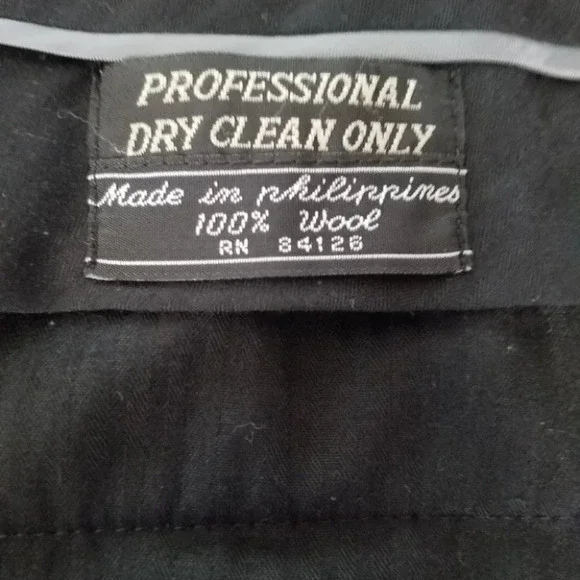 PROFESSIONAL
DRY CLEAN ONLY
Made in philippines
100% Wool
RN 84126